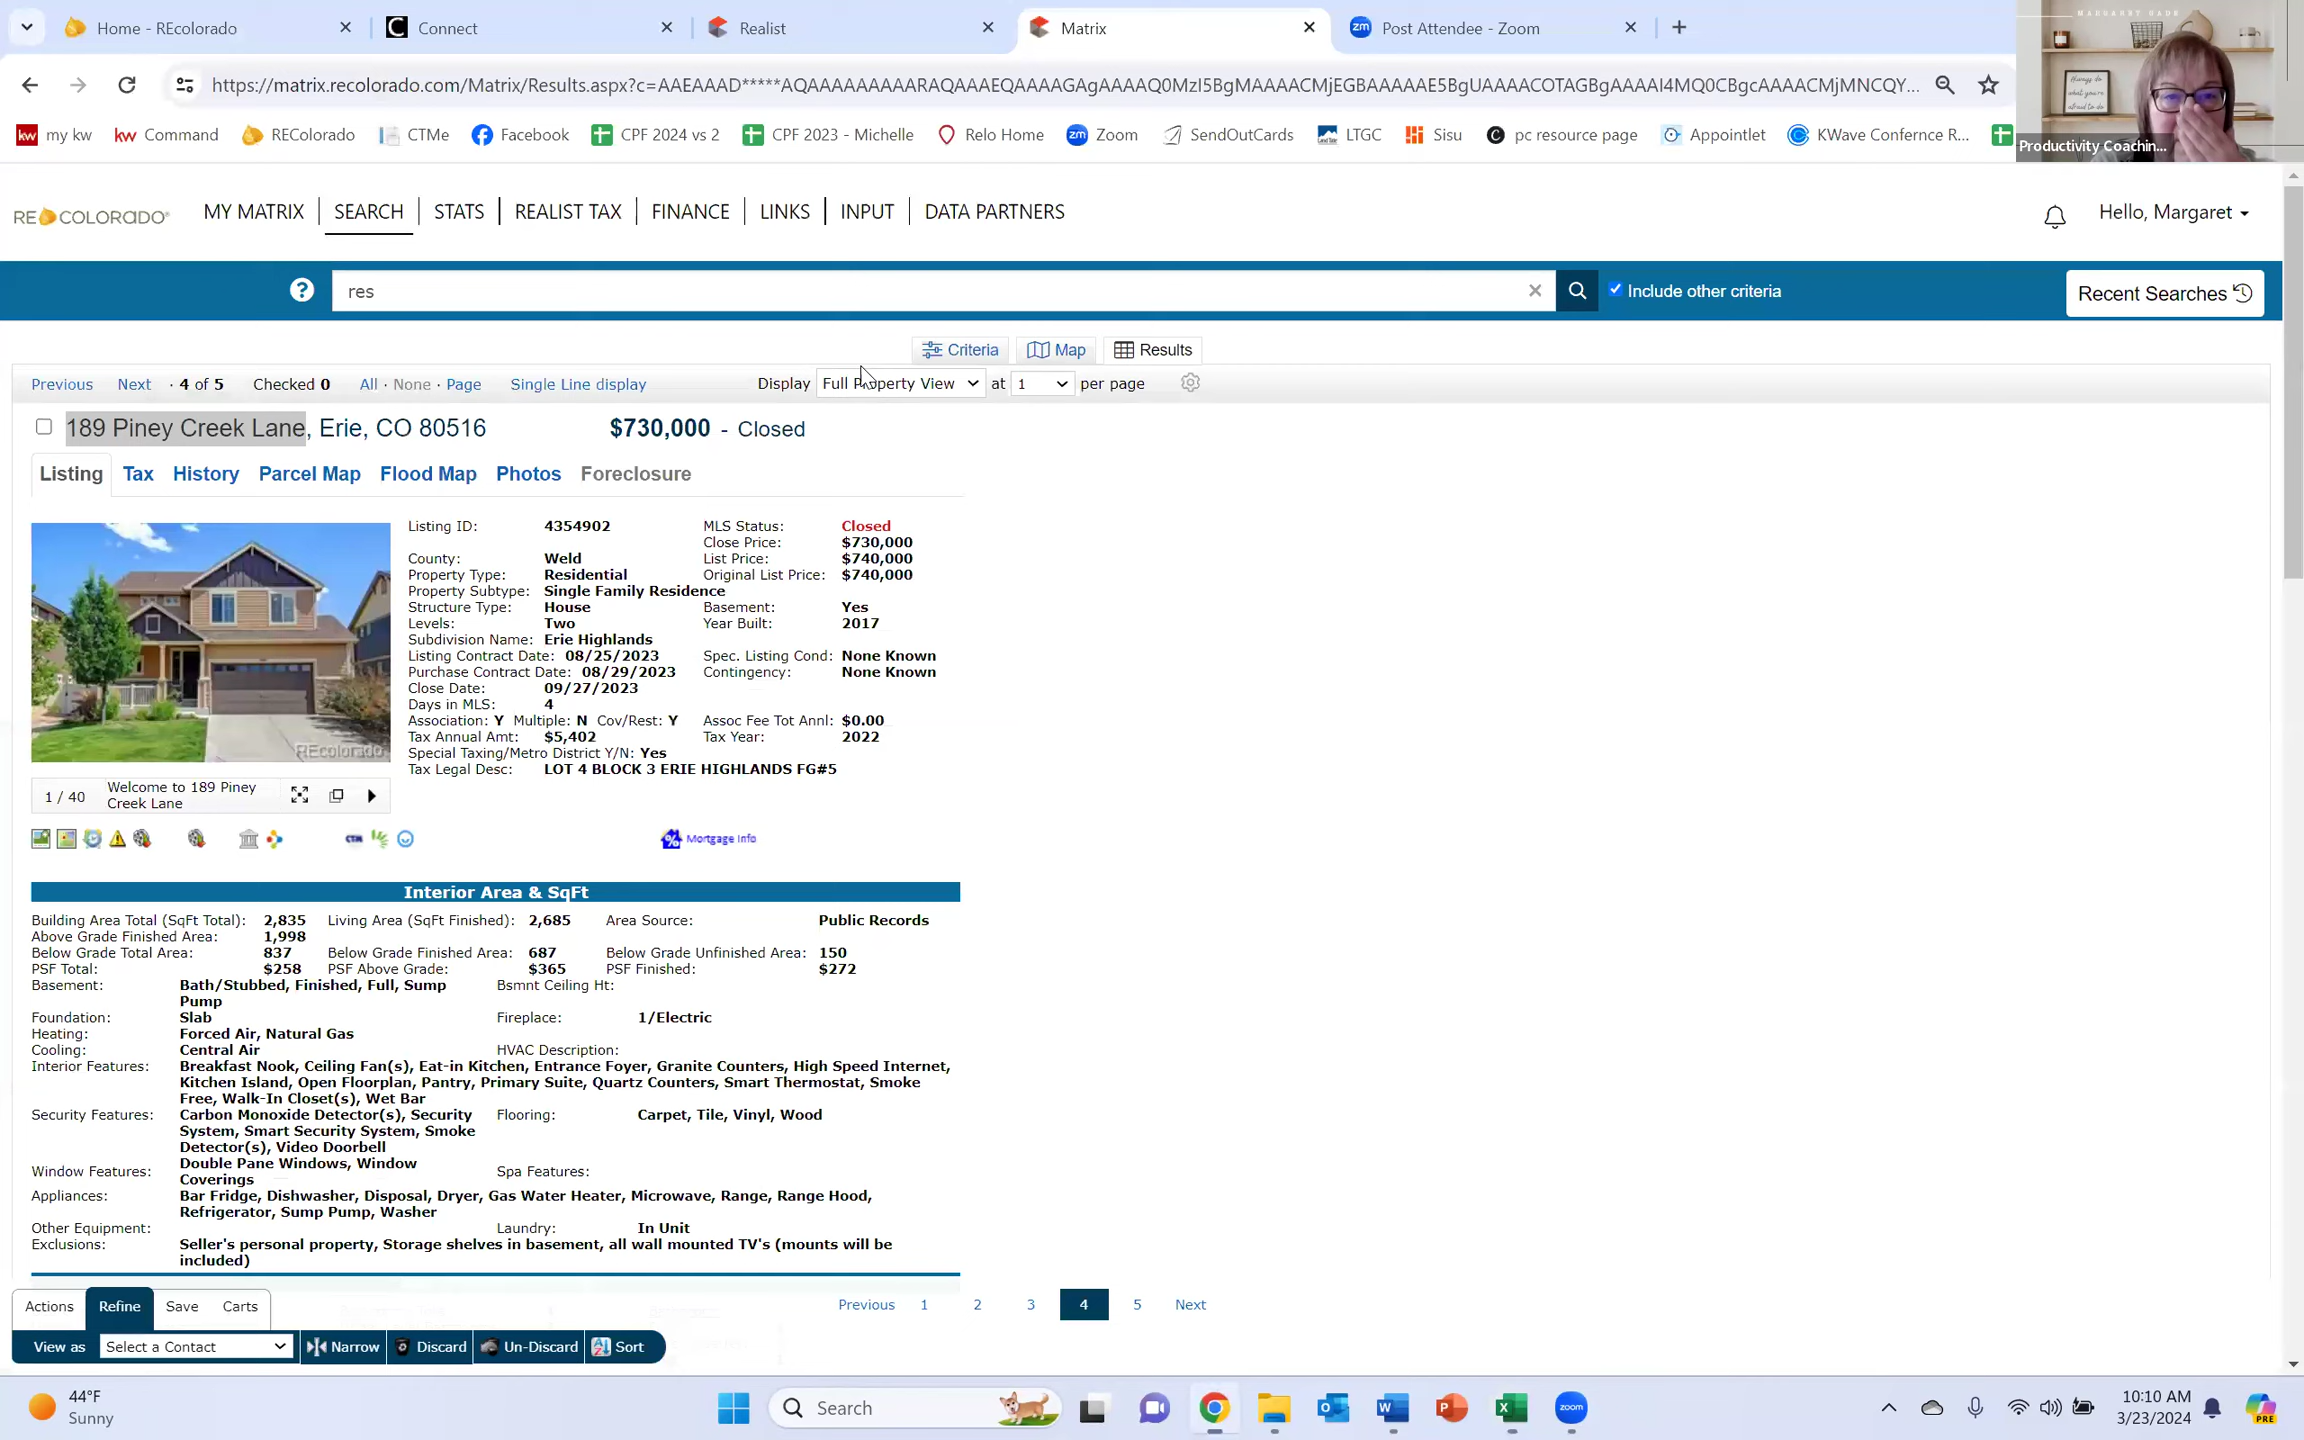 Home - REcolorado
Connect
Realist
Matrix
Post Attendee - Zoom
https://matrix.recolorado.com/Matrix/Results.aspx?c=AAEAAAD*****AQAAAAAAAAARAQAAAEQAAAAGAgAAAAQ0MzI5BgMAAAACMjEGBAAAAAE5BgUAAAACOTAGBgAAAAI4MQ0CBgcAAAACMjMNCQY...
my kw
Command
REColorado
CTMe
Facebook
CPF 2024 vs 2
CPF 2023 - Michelle
Relo Home
Zoom
SendOutCards
LTGC
Sisu
pc resource page
Appointlet
KWave Confernce R...
MARGARET GADE
Always do what you're afraid to do
Productivity Coachin...
RECOLORADO
MY MATRIX
SEARCH
STATS
REALIST TAX
FINANCE
LINKS
INPUT
DATA PARTNERS
Hello, Margaret
res
Include other criteria
Recent Searches
Criteria
Map
Results
Previous Next · 4 of 5 Checked 0 All · None · Page Single Line display Display Full Property View at 1 per page
189 Piney Creek Lane, Erie, CO 80516 $730,000 - Closed
Listing Tax History Parcel Map Flood Map Photos Foreclosure
Listing ID: 4354902 MLS Status: Closed
Close Price: $730,000
County: Weld List Price: $740,000
Property Type: Residential Original List Price: $740,000
Property Subtype: Single Family Residence
Structure Type: House Basement: Yes
Levels: Two Year Built: 2017
Subdivision Name: Erie Highlands
Listing Contract Date: 08/25/2023 Spec. Listing Cond: None Known
Purchase Contract Date: 08/29/2023 Contingency: None Known
Close Date: 09/27/2023
Days in MLS: 4
Association: Y Multiple: N Cov/Rest: Y Assoc Fee Tot Annl: $0.00
Tax Annual Amt: $5,402 Tax Year: 2022
Special Taxing/Metro District Y/N: Yes
Tax Legal Desc: LOT 4 BLOCK 3 ERIE HIGHLANDS FG#5
REcolorado
1 / 40 Welcome to 189 Piney
Creek Lane
CTM
Mortgage Info
Interior Area & SqFt
Building Area Total (SqFt Total): 2,835 Living Area (SqFt Finished): 2,685 Area Source: Public Records
Above Grade Finished Area: 1,998
Below Grade Total Area: 837 Below Grade Finished Area: 687 Below Grade Unfinished Area: 150
PSF Total: $258 PSF Above Grade: $365 PSF Finished: $272
Basement: Bath/Stubbed, Finished, Full, Sump Bsmnt Ceiling Ht:
Pump
Foundation: Slab Fireplace: 1/Electric
Heating: Forced Air, Natural Gas
Cooling: Central Air HVAC Description:
Interior Features: Breakfast Nook, Ceiling Fan(s), Eat-in Kitchen, Entrance Foyer, Granite Counters, High Speed Internet,
Kitchen Island, Open Floorplan, Pantry, Primary Suite, Quartz Counters, Smart Thermostat, Smoke
Free, Walk-In Closet(s), Wet Bar
Security Features: Carbon Monoxide Detector(s), Security Flooring: Carpet, Tile, Vinyl, Wood
System, Smart Security System, Smoke
Detector(s), Video Doorbell
Window Features: Double Pane Windows, Window Spa Features:
Coverings
Appliances: Bar Fridge, Dishwasher, Disposal, Dryer, Gas Water Heater, Microwave, Range, Range Hood,
Refrigerator, Sump Pump, Washer
Other Equipment: Laundry: In Unit
Exclusions: Seller's personal property, Storage shelves in basement, all wall mounted TV's (mounts will be
included)
Actions Refine Save Carts
Previous 1 2 3 4 5 Next
View as Select a Contact Narrow Discard Un-Discard Sort
44°F
Sunny
Search
zoom
10:10 AM
3/23/2024
PRE